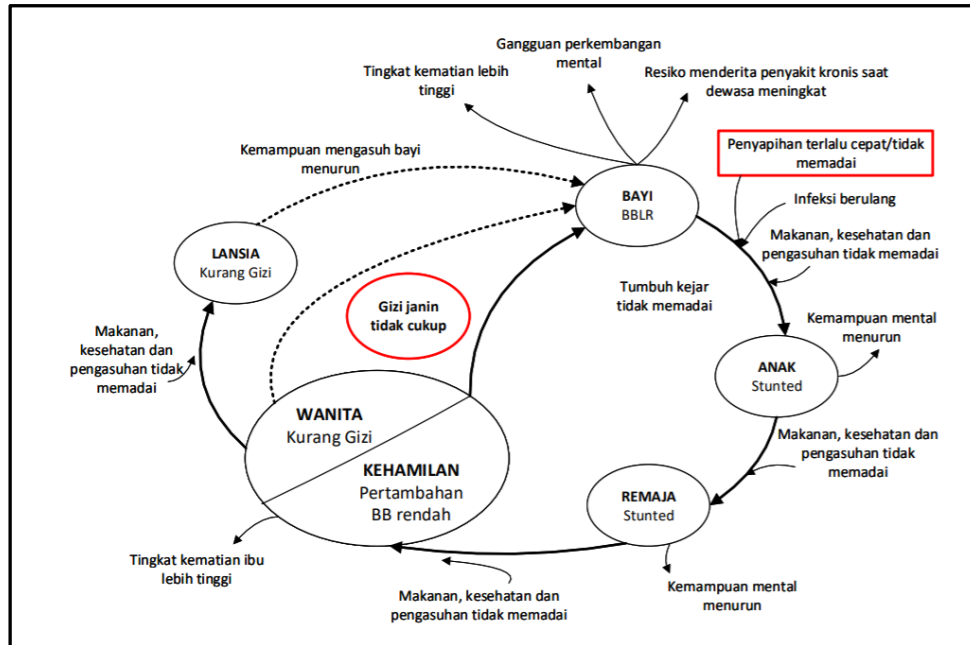 Gangguan perkembangan
mental
Tingkat kematian lebih
tinggi
Resiko menderita penyakit kronis saat
dewasa meningkat
Penyapihan terlalu cepat/tidak
memadai
Kemampuan mengasuh bayi
menurun
BAYI
BBLR
Infeksi berulang
Makanan, kesehatan dan
pengasuhan tidak memadai
LANSIA
Kurang Gizi
Tumbuh kejar
tidak memadai
Gizi janin
tidak cukup
Kemampuan mental
menurun
Makanan,
kesehatan dan
pengasuhan tidak
memadai
ANAK
Stunted
WANITA
Kurang Gizi
Makanan, kesehatan dan
pengasuhan tidak
memadai
KEHAMILAN
Pertambahan
BB rendah
REMAJA
Stunted
Tingkat kematian ibu
lebih tinggi
Makanan, kesehatan dan
pengasuhan tidak memadai
Kemampuan mental
menurun